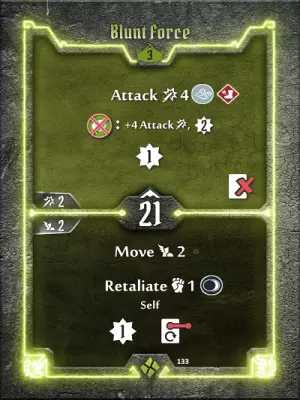 Blunt Force
3
Attack 4
: +4 Attack , 2
1
2
21
2
Move 2
Retaliate 1
Self
1
133